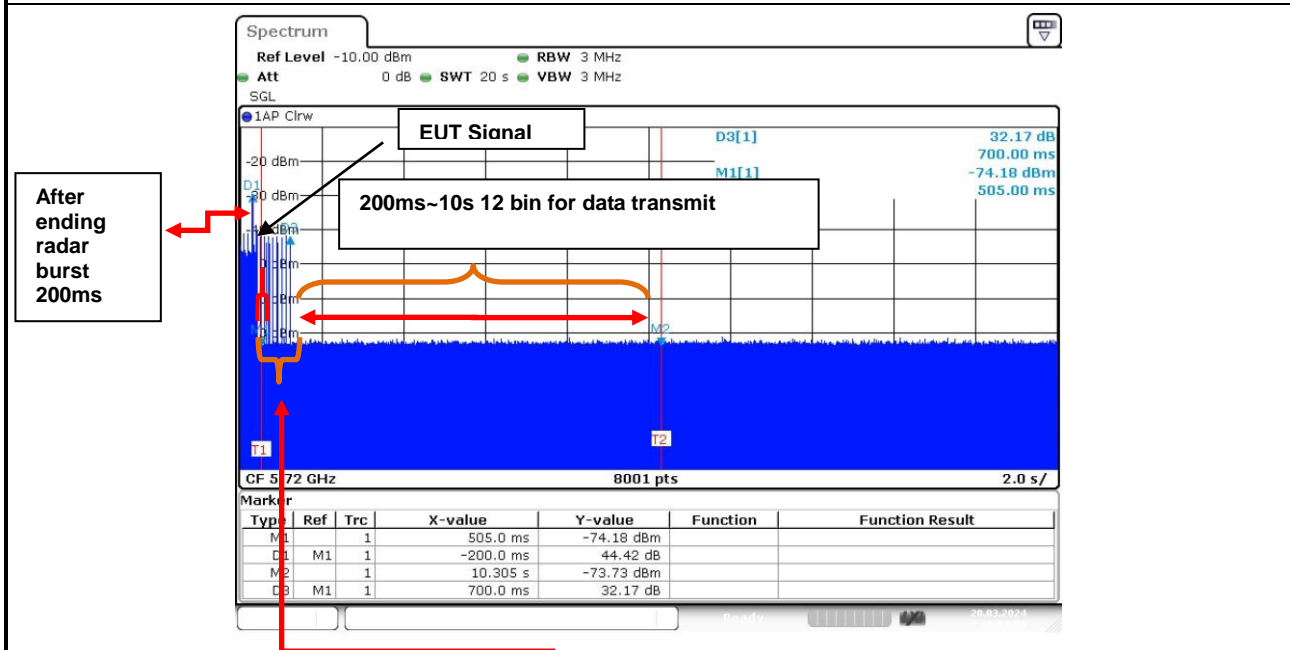 Spectrum
Ref Level -10.00 dBm RBW 3 MHz
Att 0 dB SWT 20 s VBW 3 MHz
SGL
1AP Clrw
EUT Signal
D3[1] 32.17 dB
700.00 ms
M1[1] -74.18 dBm
505.00 ms
-20 dBm
D1
-30 dBm
After
ending
radar
burst
200ms
200ms~10s 12 bin for data transmit
M2
T1
T2
CF 5.72 GHz 8001 pts 2.0 s/
Marker
Type Ref Trc X-value Y-value Function Function Result
M1 1 505.0 ms -74.18 dBm
D1 M1 1 -200.0 ms 44.42 dB
M2 1 10.305 s -73.73 dBm
D3 M1 1 700.0 ms 32.17 dB
Ready 20.03.2024